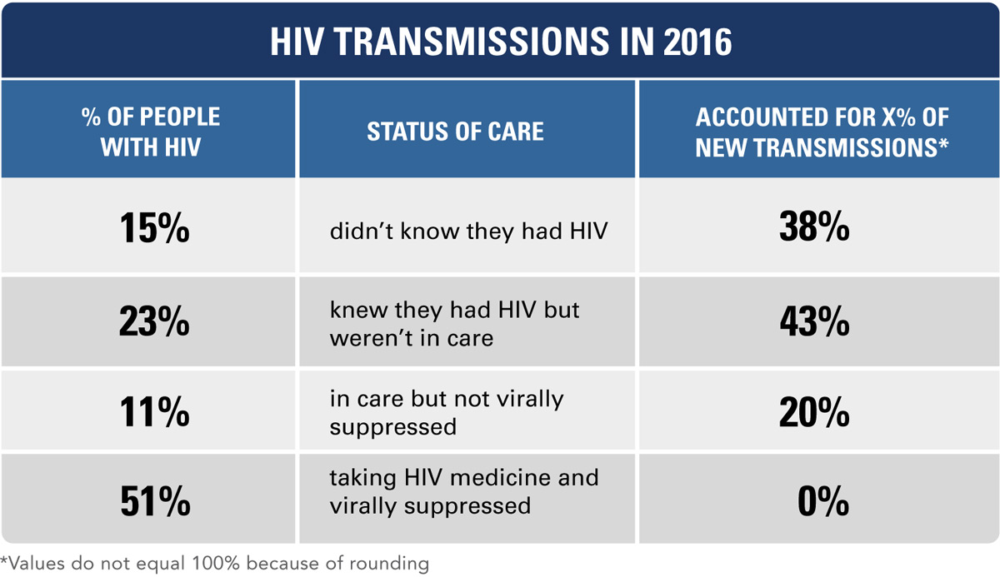 HIV TRANSMISSIONS IN 2016
% OF PEOPLE
WITH HIV
STATUS OF CARE
ACCOUNTED FOR X% OF
NEW TRANSMISSIONS*
15%
didn’t know they had HIV
38%
23%
knew they had HIV but
weren’t in care
43%
11%
in care but not virally
suppressed
20%
51%
taking HIV medicine and
virally suppressed
0%
*Values do not equal 100% because of rounding